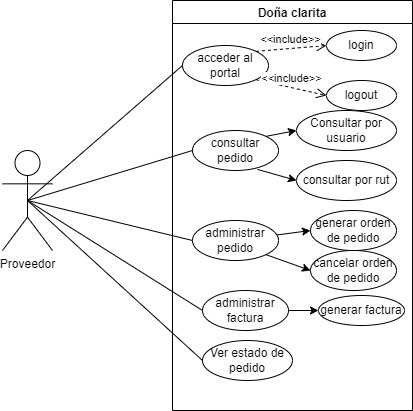 Doña clarita
acceder al
portal
<<include>>
login
<<include>>
logout
consultar
pedido
Consultar por
usuario
consultar por rut
Proveedor
administrar
pedido
generar orden
de pedido
cancelar orden
de pedido
administrar
factura
generar factura
Ver estado de
pedido